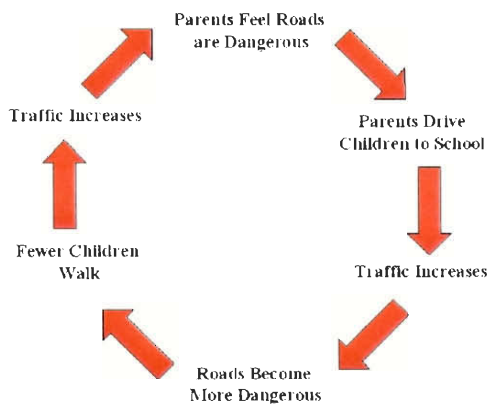 Parents Feel Roads
are Dangerous
Parents Drive
Children to School
Traffic Increases
Roads Become
More Dangerous
Fewer Children
Walk
Traffic Increases